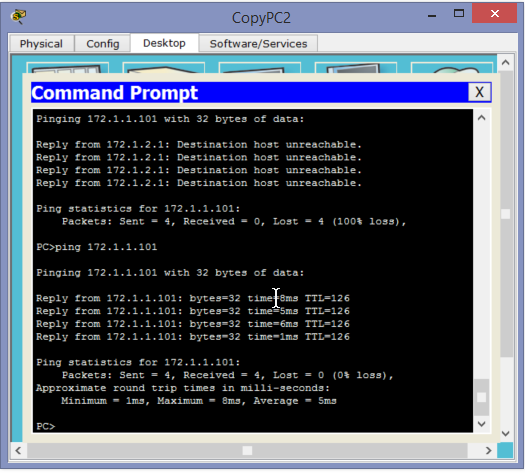 CopyPC2
Physical Config Desktop Software/Services
Command Prompt X
Pinging 172.1.1.101 with 32 bytes of data:
Reply from 172.1.2.1: Destination host unreachable.
Reply from 172.1.2.1: Destination host unreachable.
Reply from 172.1.2.1: Destination host unreachable.
Reply from 172.1.2.1: Destination host unreachable.
Ping statistics for 172.1.1.101:
Packets: Sent = 4, Received = 0, Lost = 4 (100% loss),
PC>ping 172.1.1.101
Pinging 172.1.1.101 with 32 bytes of data:
Reply from 172.1.1.101: bytes=32 time=8ms TTL=126
Reply from 172.1.1.101: bytes=32 time=5ms TTL=126
Reply from 172.1.1.101: bytes=32 time=6ms TTL=126
Reply from 172.1.1.101: bytes=32 time=1ms TTL=126
Ping statistics for 172.1.1.101:
Packets: Sent = 4, Received = 4, Lost = 0 (0% loss),
Approximate round trip times in milli-seconds:
Minimum = 1ms, Maximum = 8ms, Average = 5ms
PC>